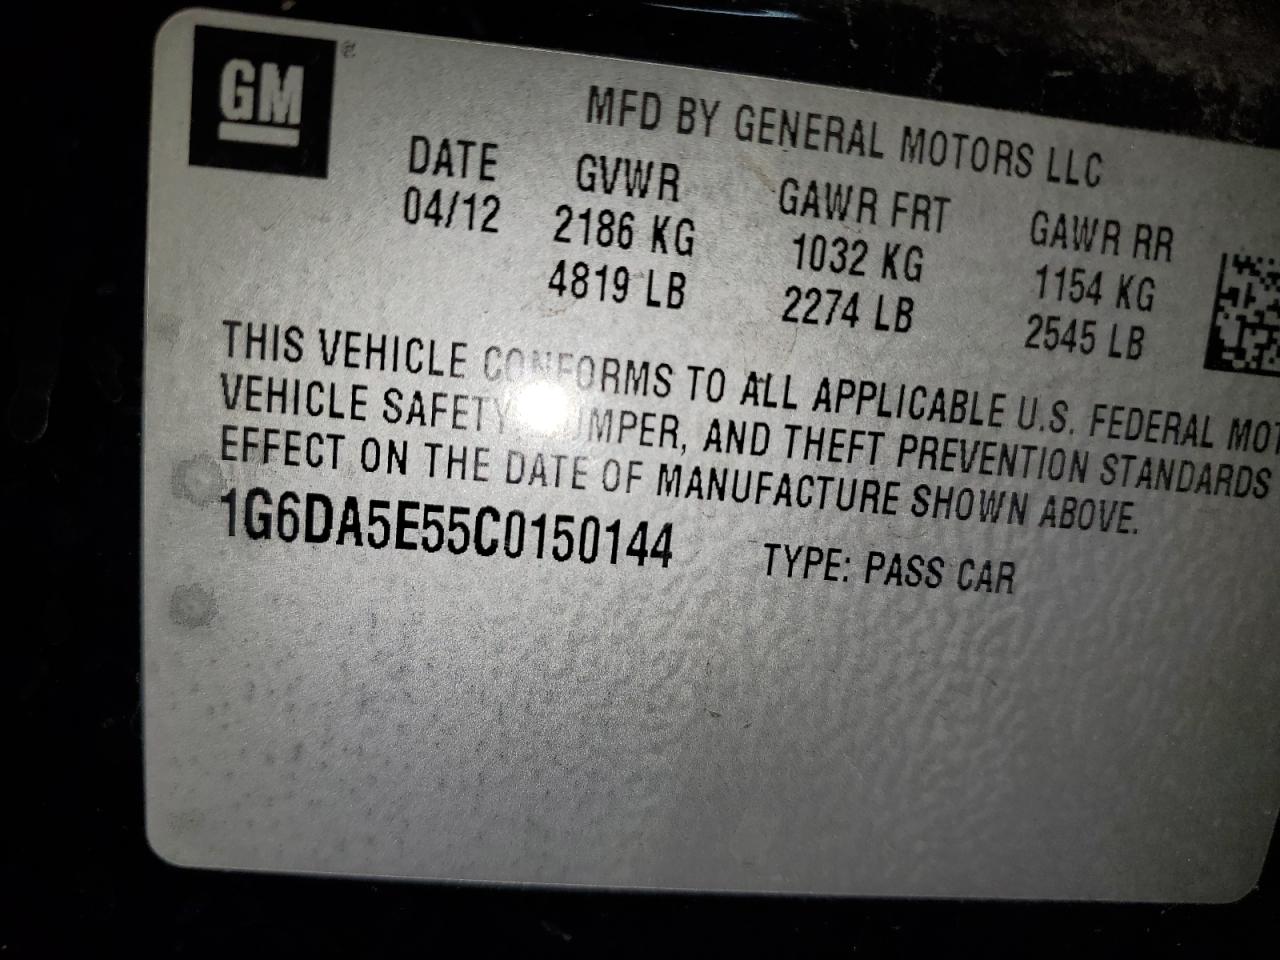 GM®
MFD BY GENERAL MOTORS LLC
DATE GVWR GAWR FRT GAWR RR
04/12 2186 KG 1032 KG 1154 KG
4819 LB 2274 LB 2545 LB
THIS VEHICLE CONFORMS TO ALL APPLICABLE U.S. FEDERAL MOT
VEHICLE SAFETY, BUMPER, AND THEFT PREVENTION STANDARDS
EFFECT ON THE DATE OF MANUFACTURE SHOWN ABOVE.
1G6DA5E55C0150144 TYPE: PASS CAR